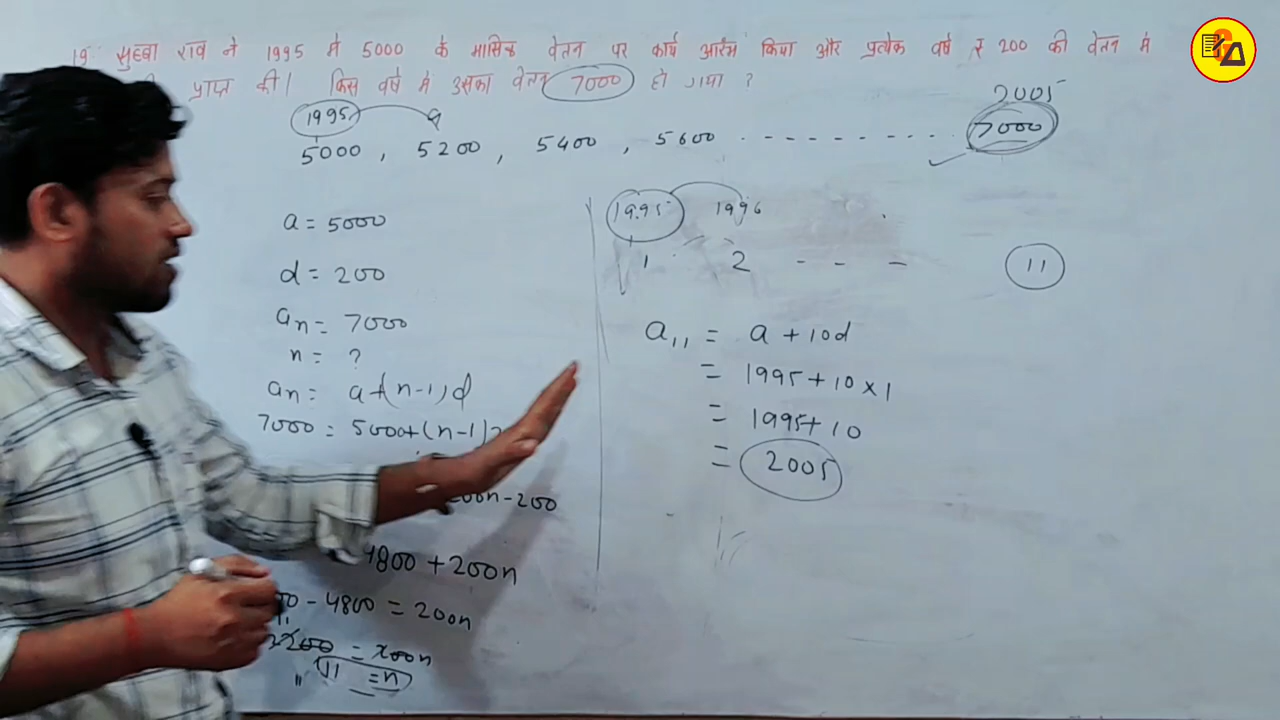 19. सुब्बा राव ने 1995 में 5000 के मासिक वेतन पर कार्य आरंभ किया और प्रत्येक वर्ष ₹ 200 की वेतन में
प्राप्त की। किस वर्ष में उसका वेतन 7000 हो गया ?
1995 a 2005
5000 , 5200 , 5400 , 5600 - - - - - - - - - 7000
a = 5000
d = 200
an = 7000
n = ?
an = a+(n-1)d
7000 = 5000+(n-1)2
200n - 200
4800 + 200n
- 4800 = 200n
2200 = 200n
11 = n
1995 1996
1 2 - - - 11
a11 = a + 10d
= 1995 + 10 x 1
= 1995 + 10
= 2005